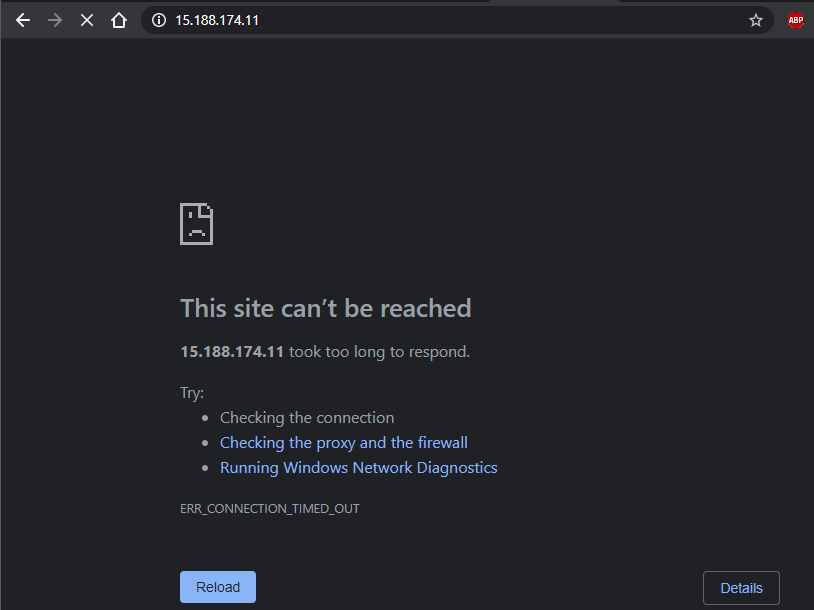 15.188.174.11
ABP
This site can’t be reached
15.188.174.11 took too long to respond.
Try:
Checking the connection
Checking the proxy and the firewall
Running Windows Network Diagnostics
ERR_CONNECTION_TIMED_OUT
Reload
Details